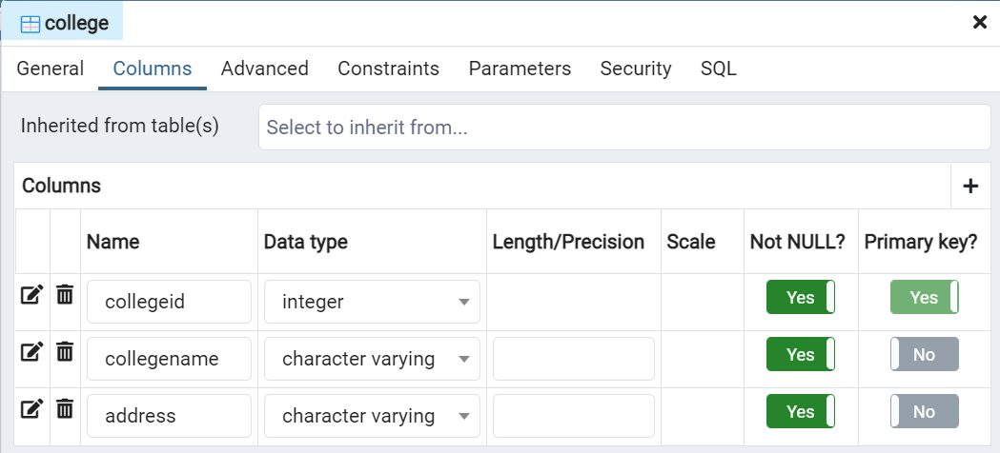 college
General Columns Advanced Constraints Parameters Security SQL
Inherited from table(s) Select to inherit from...
Columns
Name Data type Length/Precision Scale Not NULL? Primary key?
collegeid integer Yes Yes
collegename character varying Yes No
address character varying Yes No